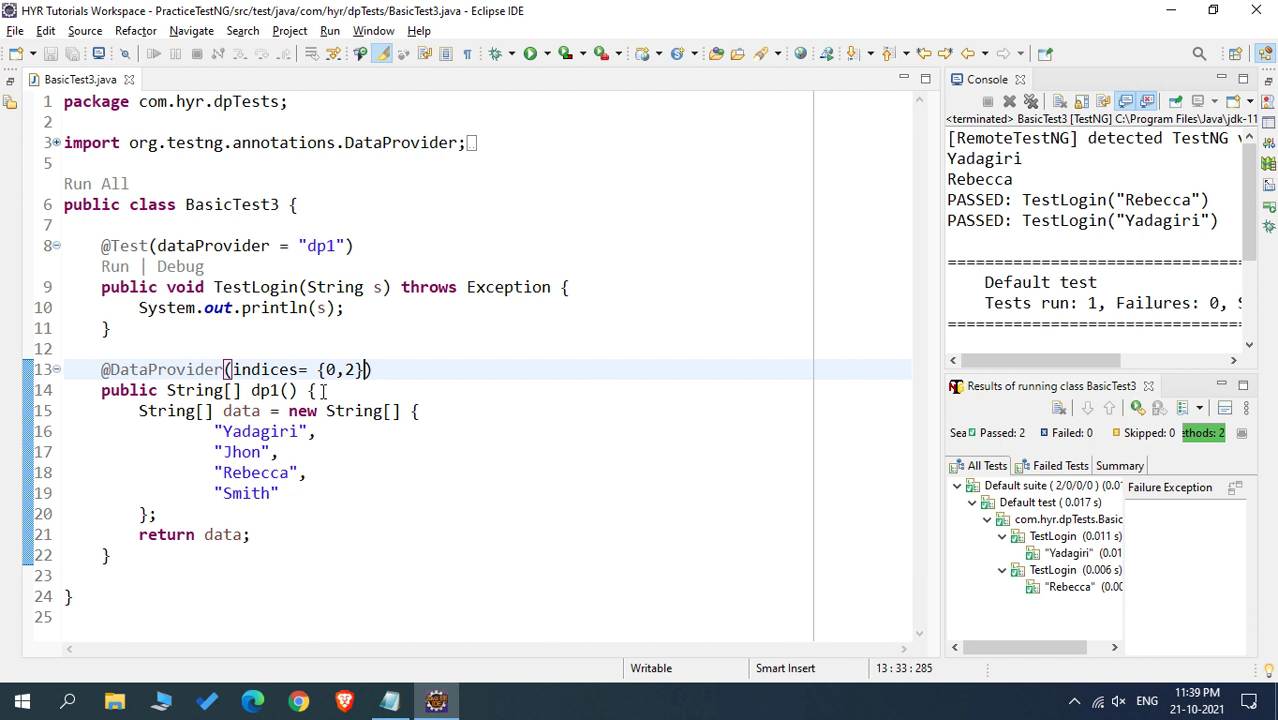 HYR Tutorials Workspace - PracticeTestNG/src/test/java/com/hyr/dpTests/BasicTest3.java - Eclipse IDE
File Edit Source Refactor Navigate Search Project Run Window Help
BasicTest3.java
1 package com.hyr.dpTests;
2
3 import org.testng.annotations.DataProvider;
5
Run All
6 public class BasicTest3 {
7
8 @Test(dataProvider = "dp1")
Run | Debug
9 public void TestLogin(String s) throws Exception {
10 System.out.println(s);
11 }
12
13 @DataProvider(indices= {0,2})
14 public String[] dp1() {
15 String[] data = new String[] {
16 "Yadagiri",
17 "Jhon",
18 "Rebecca",
19 "Smith"
20 };
21 return data;
22 }
23
24 }
25
Console
<terminated> BasicTest3 [TestNG] C:\Program Files\Java\jdk-11
[RemoteTestNG] detected TestNG v
Yadagiri
Rebecca
PASSED: TestLogin("Rebecca")
PASSED: TestLogin("Yadagiri")
===============================================
Default test
Tests run: 1, Failures: 0, S
===============================================
Results of running class BasicTest3
Sea Passed: 2 Failed: 0 Skipped: 0 ethods: 2
All Tests Failed Tests Summary
Default suite ( 2/0/0/0 ) (0.0
Default test ( 0.017 s)
com.hyr.dpTests.Basic
TestLogin (0.011 s)
"Yadagiri" (0.01
TestLogin (0.006 s)
"Rebecca" (0.00
Failure Exception
Writable Smart Insert 13 : 33 : 285
ENG 11:39 PM
21-10-2021